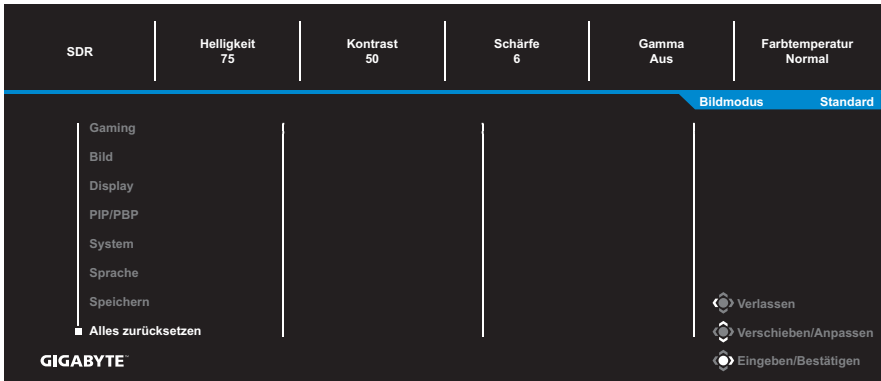 SDR
Helligkeit
75
Kontrast
50
Schärfe
6
Gamma
Aus
Farbtemperatur
Normal
Bildmodus Standard
Gaming
Bild
Display
PIP/PBP
System
Sprache
Speichern
Alles zurücksetzen
Verlassen
Verschieben/Anpassen
Eingeben/Bestätigen
GIGABYTE™